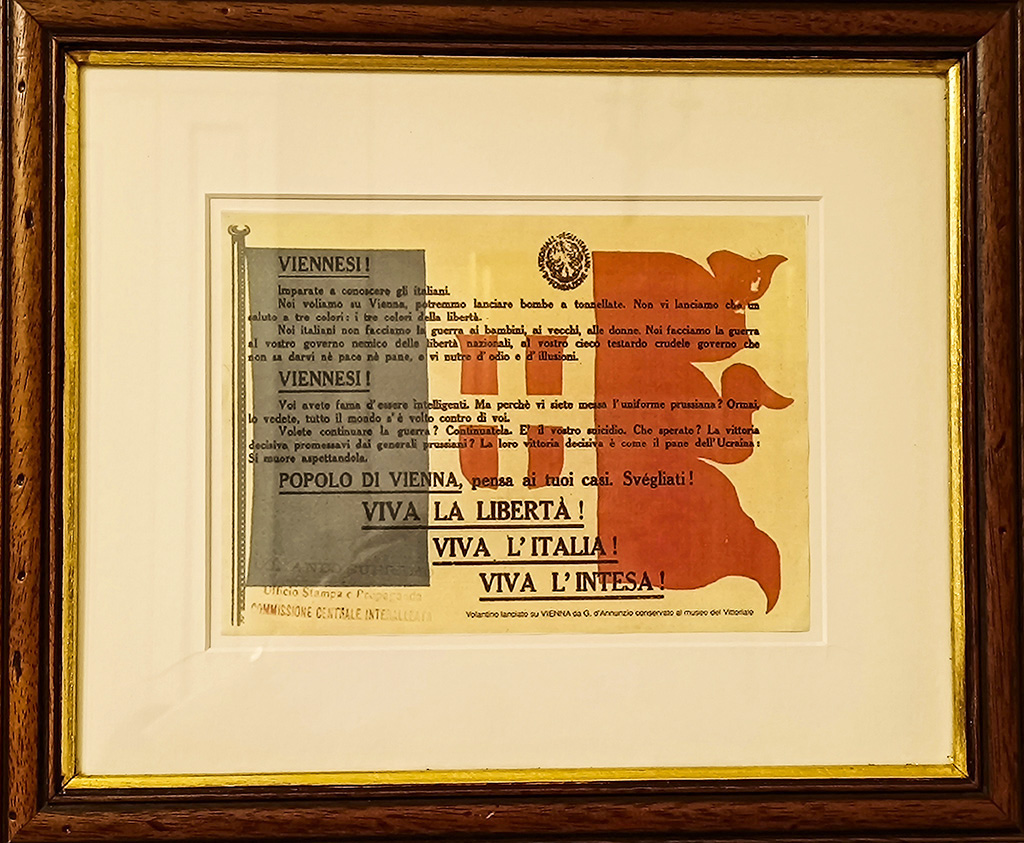 VIENNESI!
Imparate a conoscere gli italiani.
Noi voliamo su Vienna, potremmo lanciare bombe a tonnellate. Non vi lanciamo che un
saluto a tre colori: i tre colori della libertà.
Noi italiani non facciamo la guerra ai bambini, ai vecchi, alle donne. Noi facciamo la guerra
al vostro governo nemico delle libertà nazionali, al vostro cieco testardo crudele governo che
non sa darvi nè pace nè pane, e vi nutre d'odio e d'illusioni.
VIENNESI!
Voi avete fama d'essere intelligenti. Ma perchè vi siete messa l'uniforme prussiana? Ormai,
lo vedete, tutto il mondo s'è volto contro di voi.
Volete continuare la guerra? Continuatela. E' il vostro suicidio. Che sperate? La vittoria
decisiva promessavi dai generali prussiani? La loro vittoria decisiva è come il pane dell'Ucraina:
Si muore aspettandola.
POPOLO DI VIENNA, pensa ai tuoi casi. Svégliati!
VIVA LA LIBERTÀ!
VIVA L'ITALIA!
VIVA L'INTESA!
Ufficio Stampa e Propaganda
COMMISSIONE CENTRALE INTERALLEATA
Volantino lanciato su VIENNA da G. d'Annunzio conservato al museo del Vittoriale